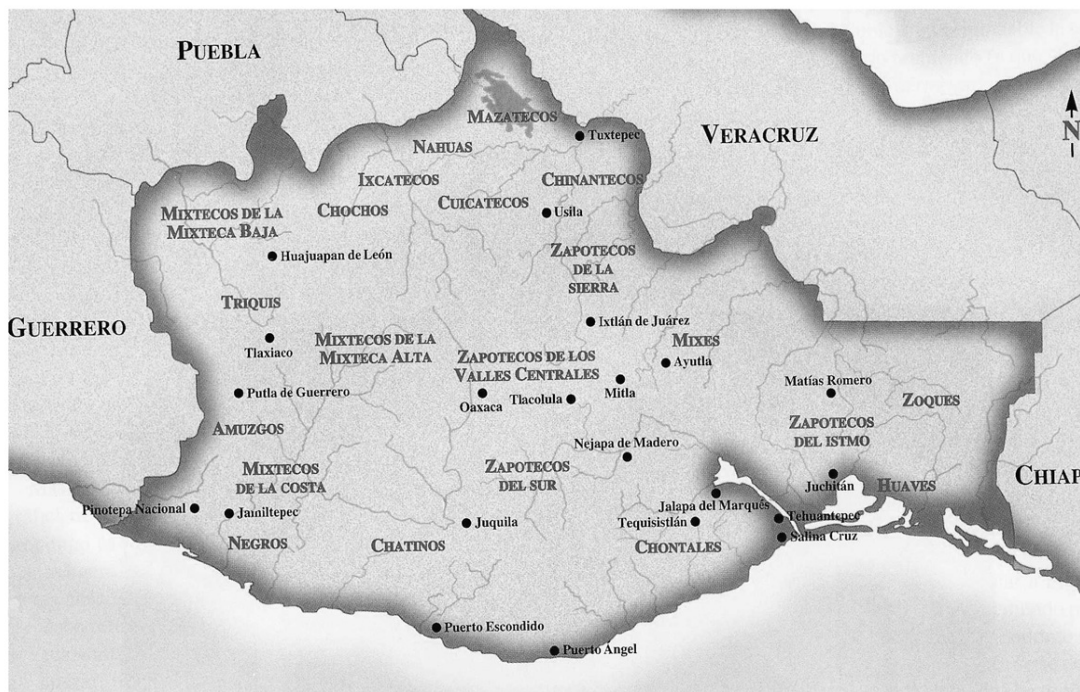 PUEBLA
MAZATECOS
Tuxtepec
VERACRUZ
N
NAHUAS
IXCATECOS
CHINANTECOS
CUICATECOS
CHOCHOS
Usila
MIXTECOS DE LA
MIXTECA BAJA
Huajuapan de León
ZAPOTECOS
DE LA
SIERRA
TRIQUIS
GUERRERO
Ixtlán de Juárez
Tlaxiaco
MIXTECOS DE LA
MIXTECA ALTA
MIXES
ZAPOTECOS DE LOS
VALLES CENTRALES
Ayutla
Mitla
Matías Romero
Putla de Guerrero
Oaxaca
Tlacolula
ZOQUES
AMUZGOS
ZAPOTECOS
DEL ISTMO
Nejapa de Madero
MIXTECOS
DE LA COSTA
ZAPOTECOS
DEL SUR
CHIAP
Juchitán
HUAVES
Pinotepa Nacional
Jamiltepec
Jalapa del Marqués
Juquila
Tequisistlán
Tehuantepec
Salina Cruz
NEGROS
CHATINOS
CHONTALES
Puerto Escondido
Puerto Ángel